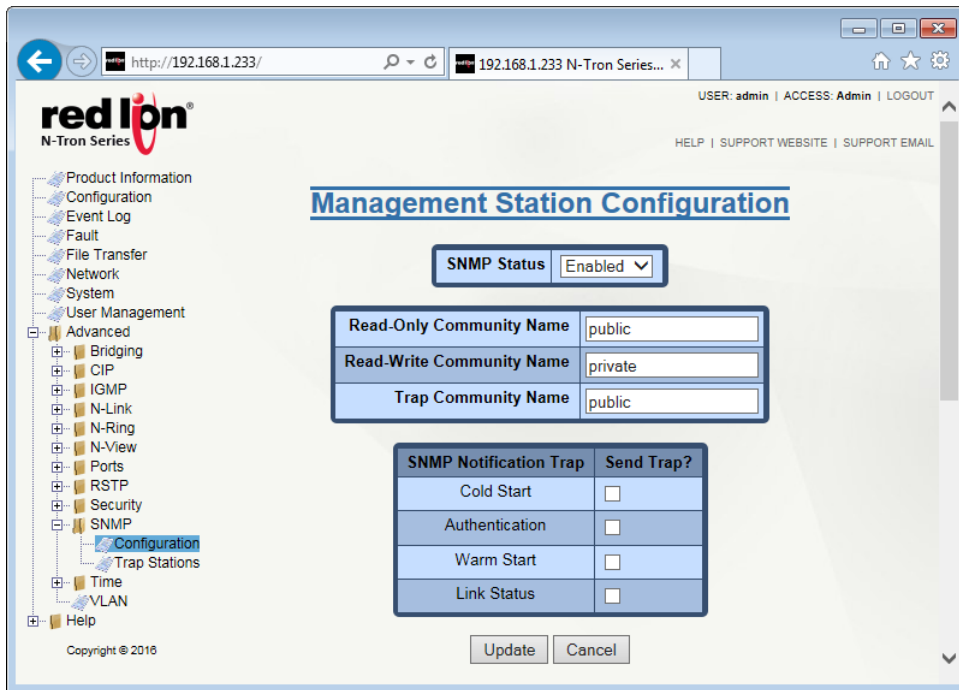 http://192.168.1.233/
192.168.1.233 N-Tron Series...
USER: admin | ACCESS: Admin | LOGOUT
red lion®
N-Tron Series
HELP | SUPPORT WEBSITE | SUPPORT EMAIL
Product Information
Configuration
Event Log
Fault
File Transfer
Network
System
User Management
Advanced
Bridging
CIP
IGMP
N-Link
N-Ring
N-View
Ports
RSTP
Security
SNMP
Configuration
Trap Stations
Time
VLAN
Help
Copyright © 2016
Management Station Configuration
SNMP Status Enabled
Read-Only Community Name public
Read-Write Community Name private
Trap Community Name public
SNMP Notification Trap Send Trap?
Cold Start
Authentication
Warm Start
Link Status
Update Cancel